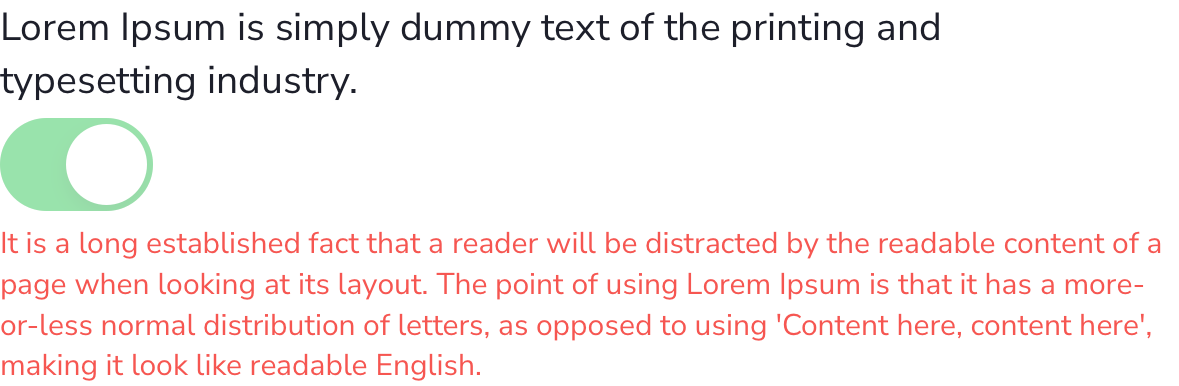 Lorem Ipsum is simply dummy text of the printing and
typesetting industry.
It is a long established fact that a reader will be distracted by the readable content of a
page when looking at its layout. The point of using Lorem Ipsum is that it has a more-
or-less normal distribution of letters, as opposed to using 'Content here, content here',
making it look like readable English.